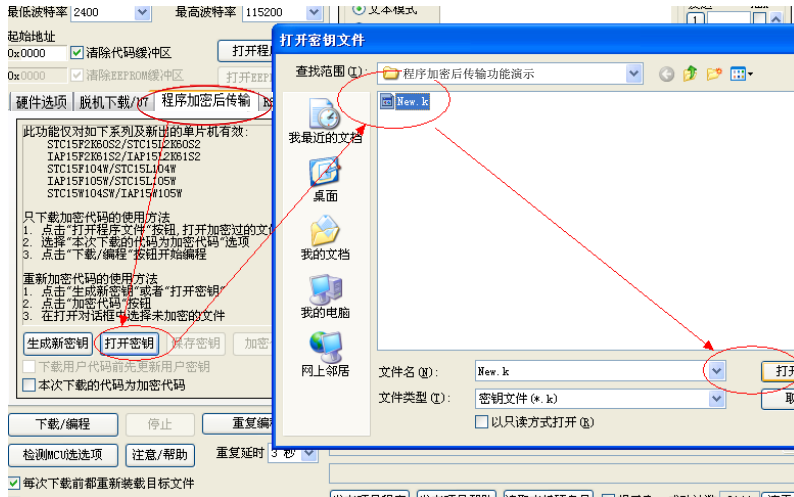 最低波特率 2400 最高波特率 115200
文本模式
起始地址
0x0000 清除代码缓冲区 打开程
0x0000 清除EEPROM缓冲区 打开EEP
硬件选项 脱机下载/U7 程序加密后传输
此功能仅对如下系列及新出的单片机有效:
STC15F2K60S2/STC15L2K60S2
IAP15F2K61S2/IAP15L2K61S2
STC15F104W/STC15L104W
IAP15F105W/STC15L105W
STC15W104SW/IAP15W105W
只下载加密代码的使用方法
1. 点击"打开程序文件"按钮,打开加密过的文
2. 选择"本次下载的代码为加密代码"选项
3. 点击"下载/编程"按钮开始编程
重新加密代码的使用方法
1. 点击"生成新密钥"或者"打开密钥"
2. 点击"加密代码"按钮
3. 在打开对话框中选择未加密的文件
生成新密钥 打开密钥 保存密钥 加密
下载用户代码前先更新用户密钥
本次下载的代码为加密代码
下载/编程 停止 重复编
检测MCU选选项 注意/帮助 重复延时 3 秒
每次下载前都重新装载目标文件
打开密钥文件
查找范围(I): 程序加密后传输功能演示
New.k
我最近的文档
桌面
我的文档
我的电脑
网上邻居
文件名(N): New.k 打开
文件类型(T): 密钥文件 (*.k) 取
以只读方式打开(R)